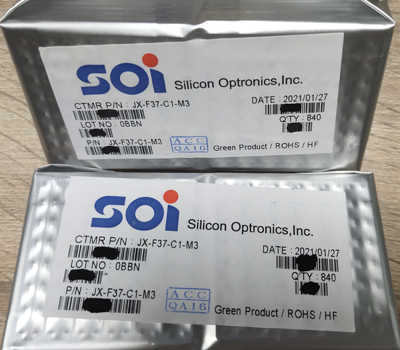 SOi Silicon Optronics,Inc.
CTMR P/N : JX-F37-C1-M3
DATE : 2021/01/27
LOT NO : 0BBN
Q'TY : 840
P/N : JX-F37-C1-M3
ACC
QA16
Green Product / ROHS / HF
SOi Silicon Optronics,Inc.
CTMR P/N : JX-F37-C1-M3
DATE : 2021/01/27
LOT NO : 0BBN
Q'TY : 840
P/N : JX-F37-C1-M3
ACC
QA16
Green Product / ROHS / HF